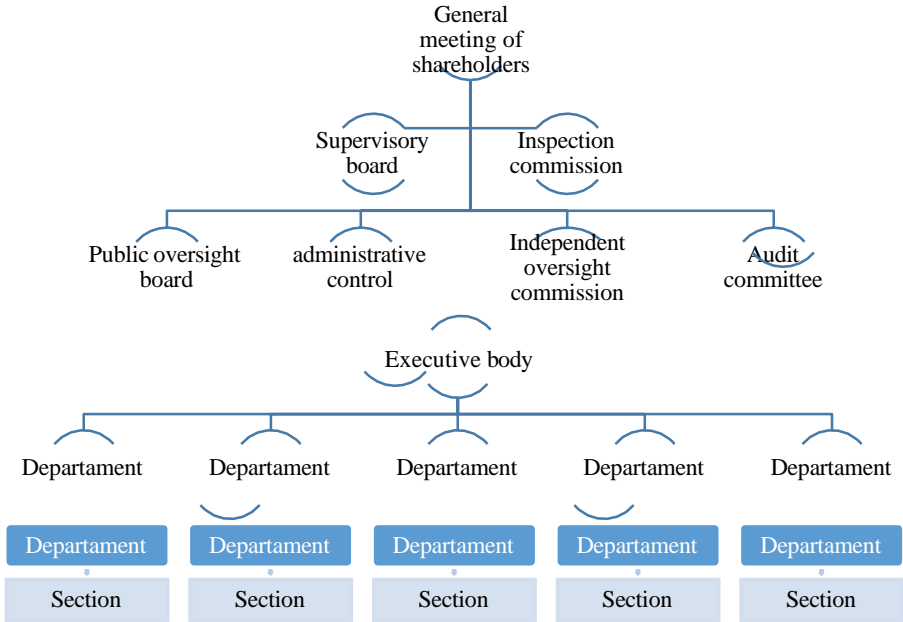 General
meeting of
shareholders
Supervisory
board
Inspection
commission
Public oversight
board
administrative
control
Independent
oversight
commission
Audit
committee
Executive body
Departament
Departament
Departament
Departament
Departament
Departament
Departament
Departament
Departament
Departament
Section
Section
Section
Section
Section